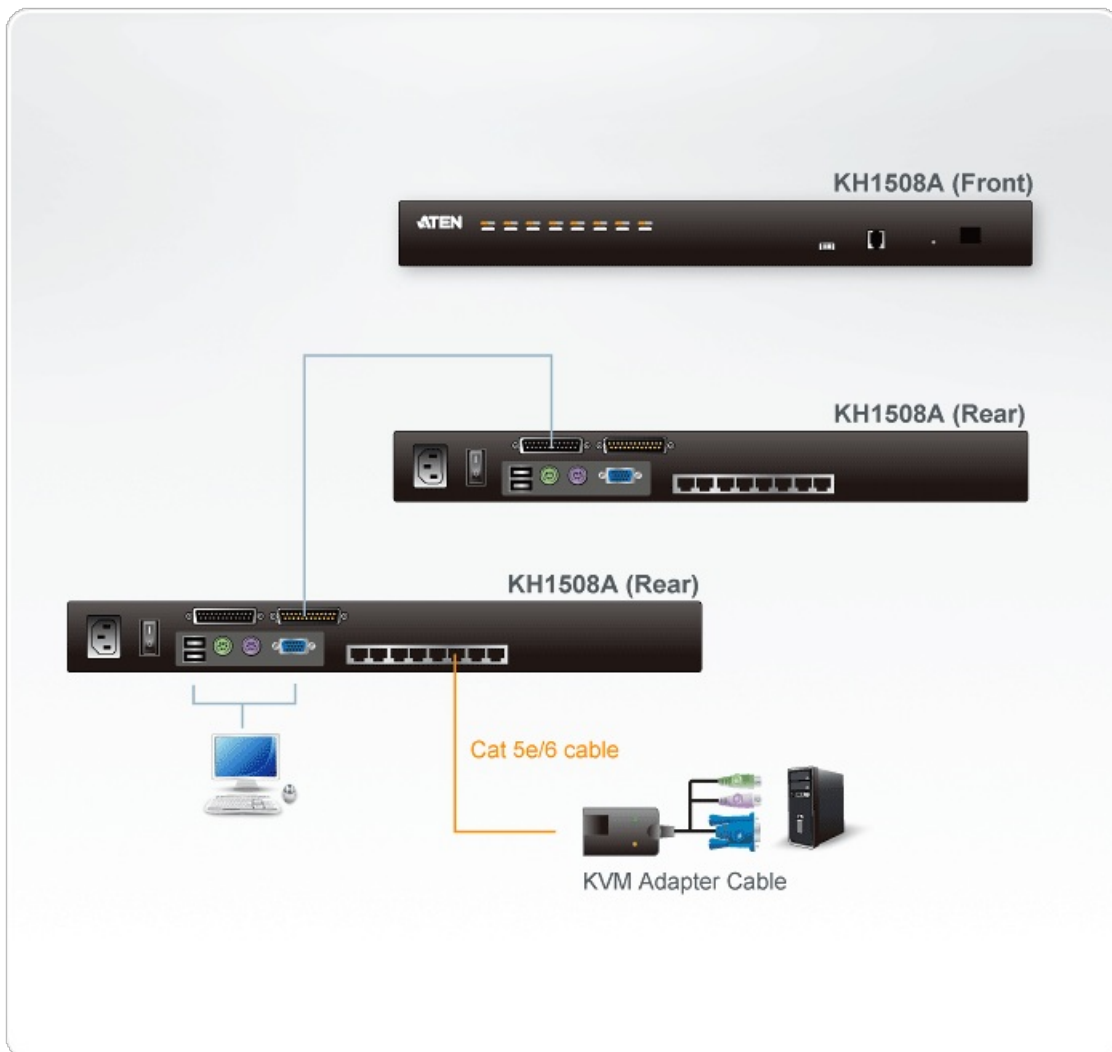 KH1508A (Front)
ATEN
KH1508A (Rear)
KH1508A (Rear)
Cat 5e/6 cable
KVM Adapter Cable